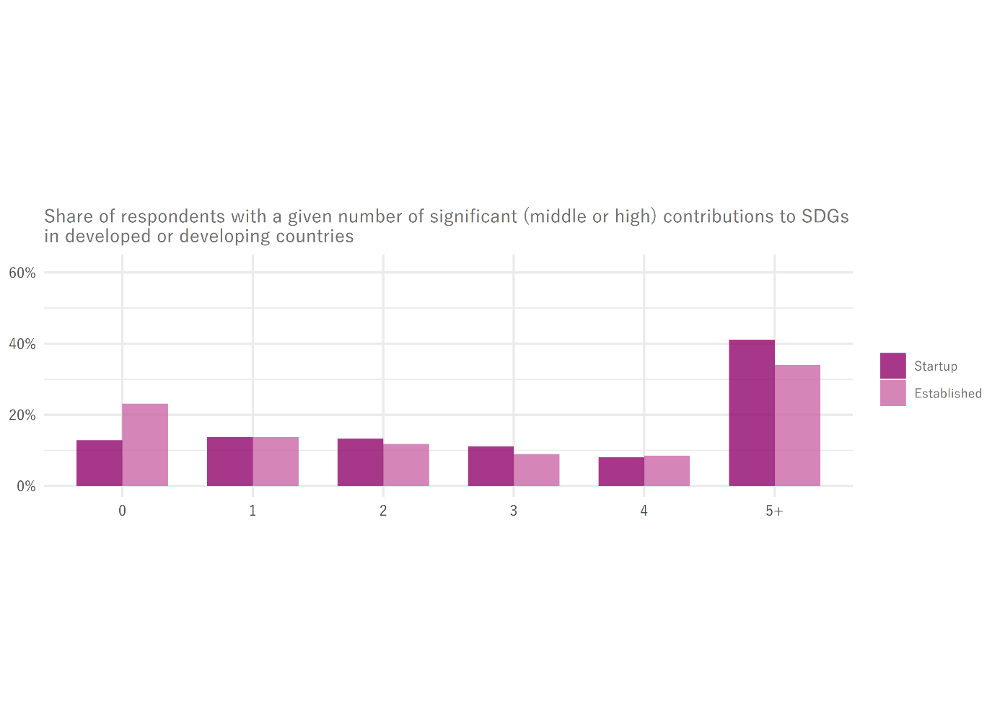 Share of respondents with a given number of significant (middle or high) contributions to SDGs
in developed or developing countries
60%
40%
20%
0%
0
1
2
3
4
5+
Startup
Established